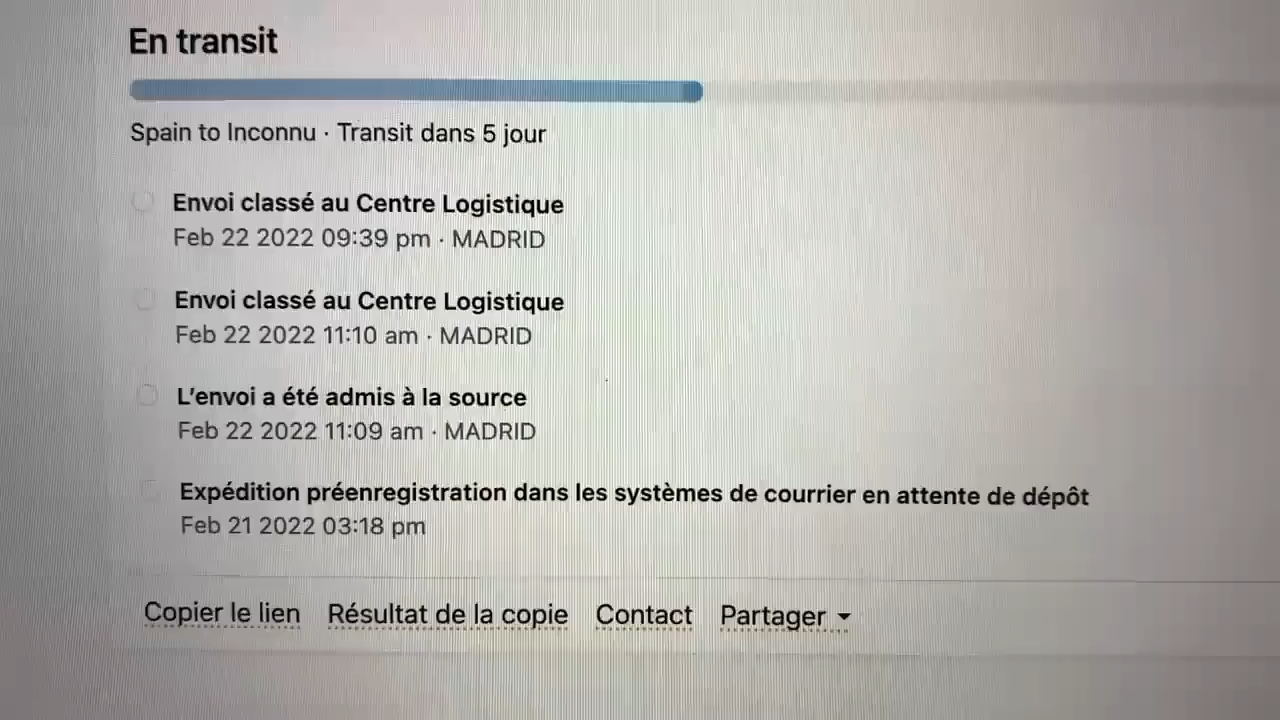 En transit
Spain to Inconnu · Transit dans 5 jour
Envoi classé au Centre Logistique
Feb 22 2022 09:39 pm · MADRID
Envoi classé au Centre Logistique
Feb 22 2022 11:10 am · MADRID
L'envoi a été admis à la source
Feb 22 2022 11:09 am · MADRID
Expédition préenregistration dans les systèmes de courrier en attente de dépôt
Feb 21 2022 03:18 pm
Copier le lien Résultat de la copie Contact Partager